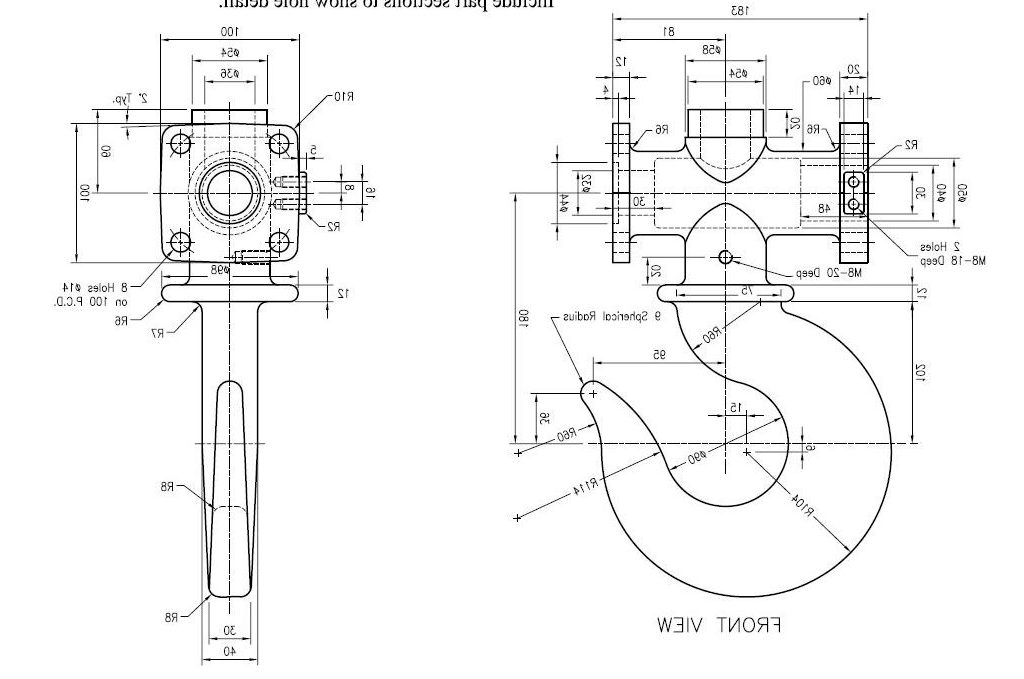 Include part sections to show hole detail.
183
100
81
ø54
ø58
12
20
ø36
ø54
ø60
14
4
2° Typ.
R10
20
R6
R6
R2
60
5
100
8
16
ø44
ø32
30
48
30
ø40
ø50
R2
2 Holes
M8-18 Deep
ø98
20
M8-20 Deep
8 Holes ø14
on 100 P.C.D.
12
75
12
R6
R7
180
9 Spherical Radius
R60
95
102
36
15
R60
ø90
6
R114
R8
R104
R8
30
40
FRONT VIEW